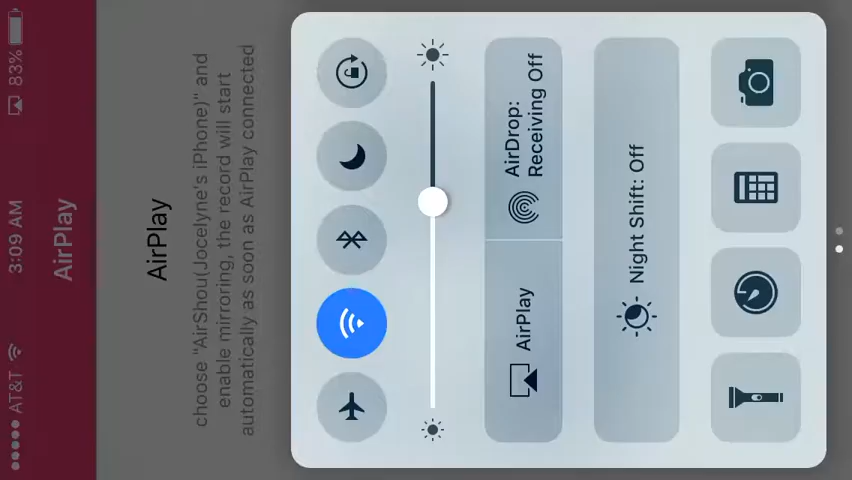 AT&T 3:09 AM 83%
AirPlay
AirPlay
choose "AirShou(Jocelyne's iPhone)" and
enable mirroring, the record will start
automatically as soon as AirPlay connected
AirPlay
AirDrop:
Receiving Off
Night Shift: Off